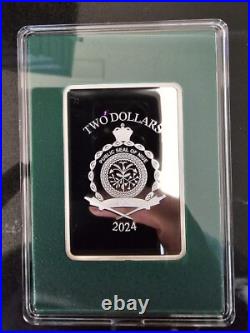 TWO DOLLARS
PUBLIC SEAL OF NIUE
2024